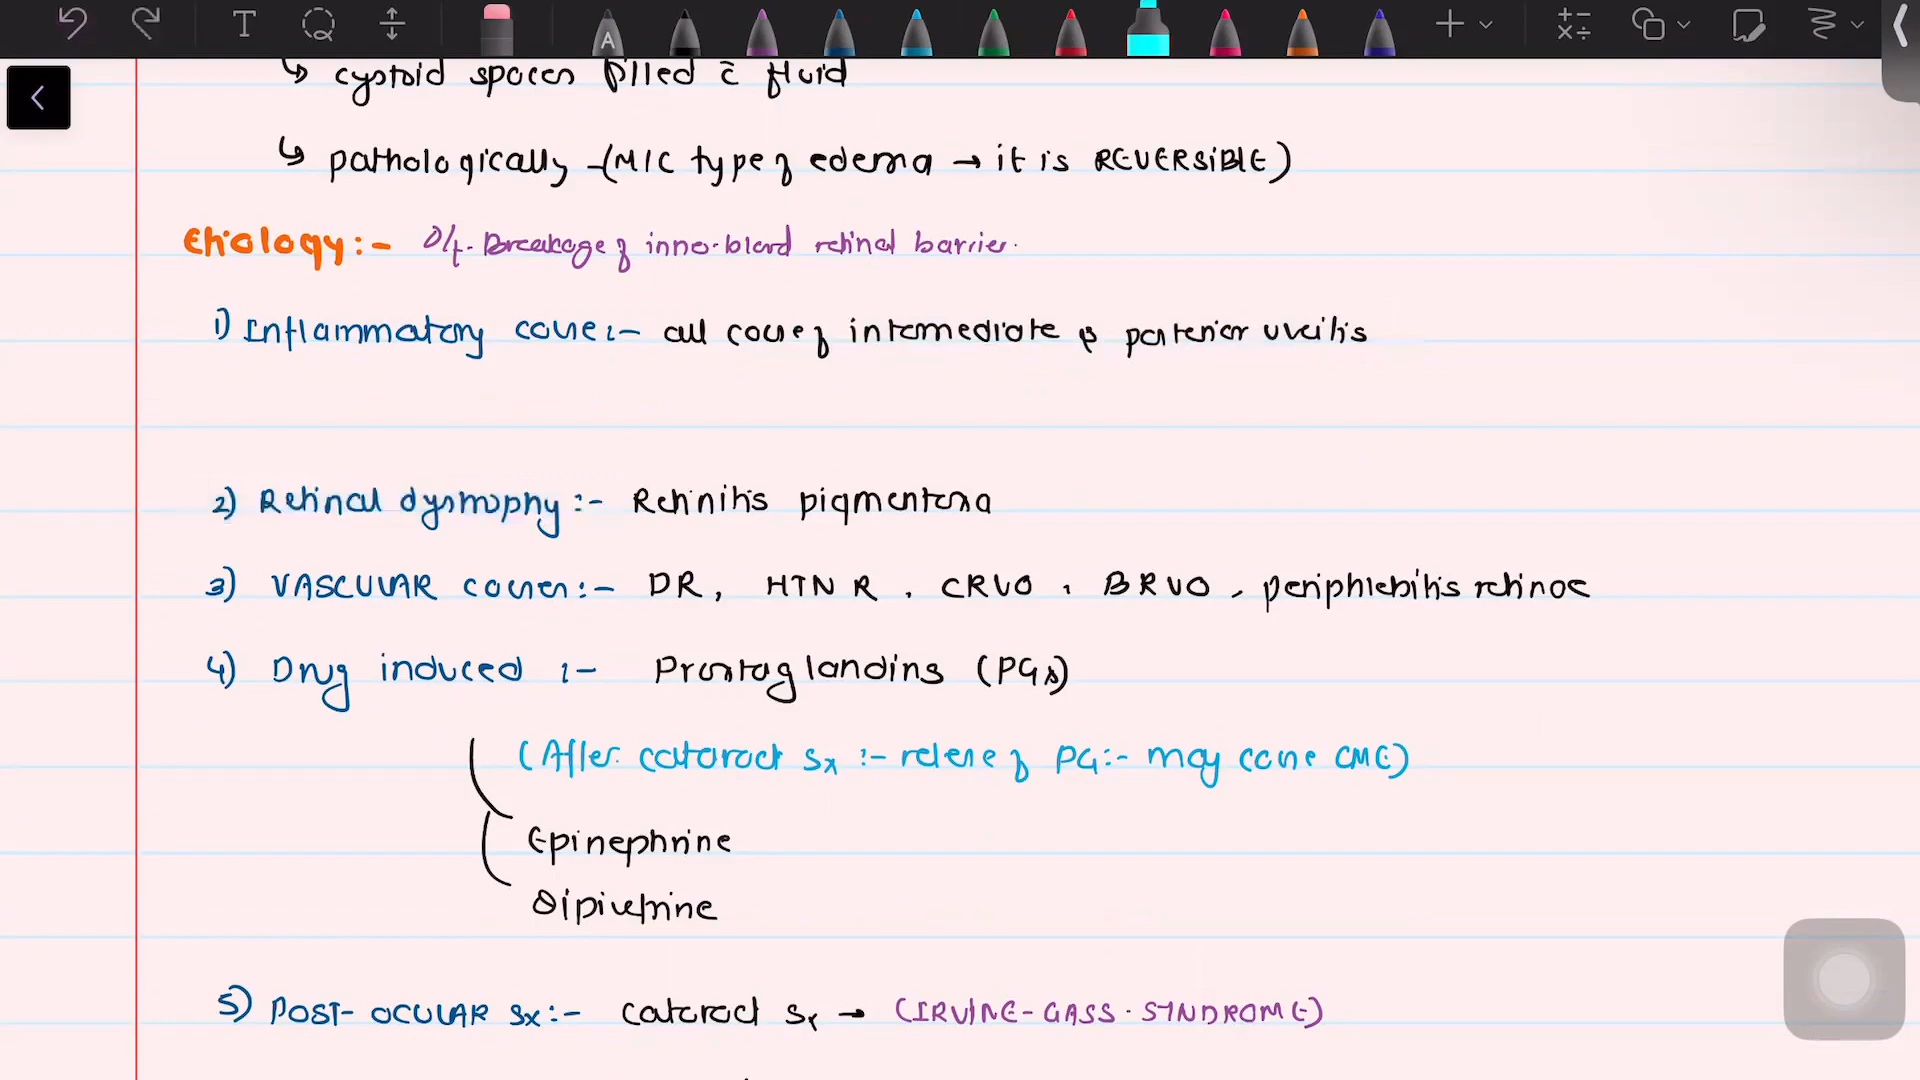 ↳ cystoid spaces filled c̄ fluid
↳ pathologically -(M/C type of edema → it is REVERSIBLE)
Etiology:- D/t. Breakage of inner-blood retinal barrier.
1) Inflammatory cause:- all cause of intermediate & posterior uveitis
2) Retinal dystrophy:- Retinitis pigmentosa
3) VASCULAR causes:- DR, HTN R, CRVO, BRVO, periphlebitis retinae
4) Drug induced :- Prostaglandins (PGs)
(After cataract Sx :- release of PG:- may cause CME)
Epinephrine
Dipivefrine
5) POST-OCULAR Sx:- cataract Sx → (IRVINE-GASS-SYNDROME)